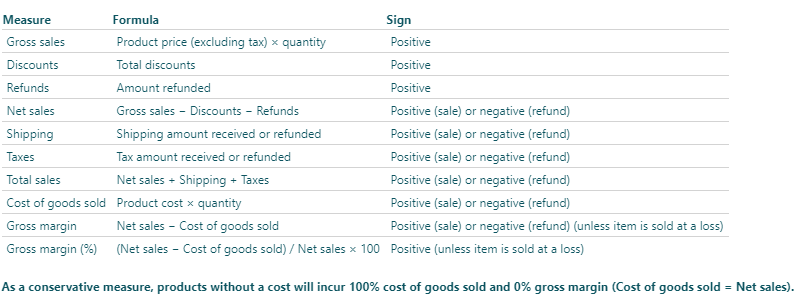 Measure Formula Sign
Gross sales Product price (excluding tax) × quantity Positive
Discounts Total discounts Positive
Refunds Amount refunded Positive
Net sales Gross sales − Discounts − Refunds Positive (sale) or negative (refund)
Shipping Shipping amount received or refunded Positive (sale) or negative (refund)
Taxes Tax amount received or refunded Positive (sale) or negative (refund)
Total sales Net sales + Shipping + Taxes Positive (sale) or negative (refund)
Cost of goods sold Product cost × quantity Positive (sale) or negative (refund)
Gross margin Net sales − Cost of goods sold Positive (sale) or negative (refund) (unless item is sold at a loss)
Gross margin (%) (Net sales − Cost of goods sold) / Net sales × 100 Positive (unless item is sold at a loss)
As a conservative measure, products without a cost will incur 100% cost of goods sold and 0% gross margin (Cost of goods sold = Net sales).